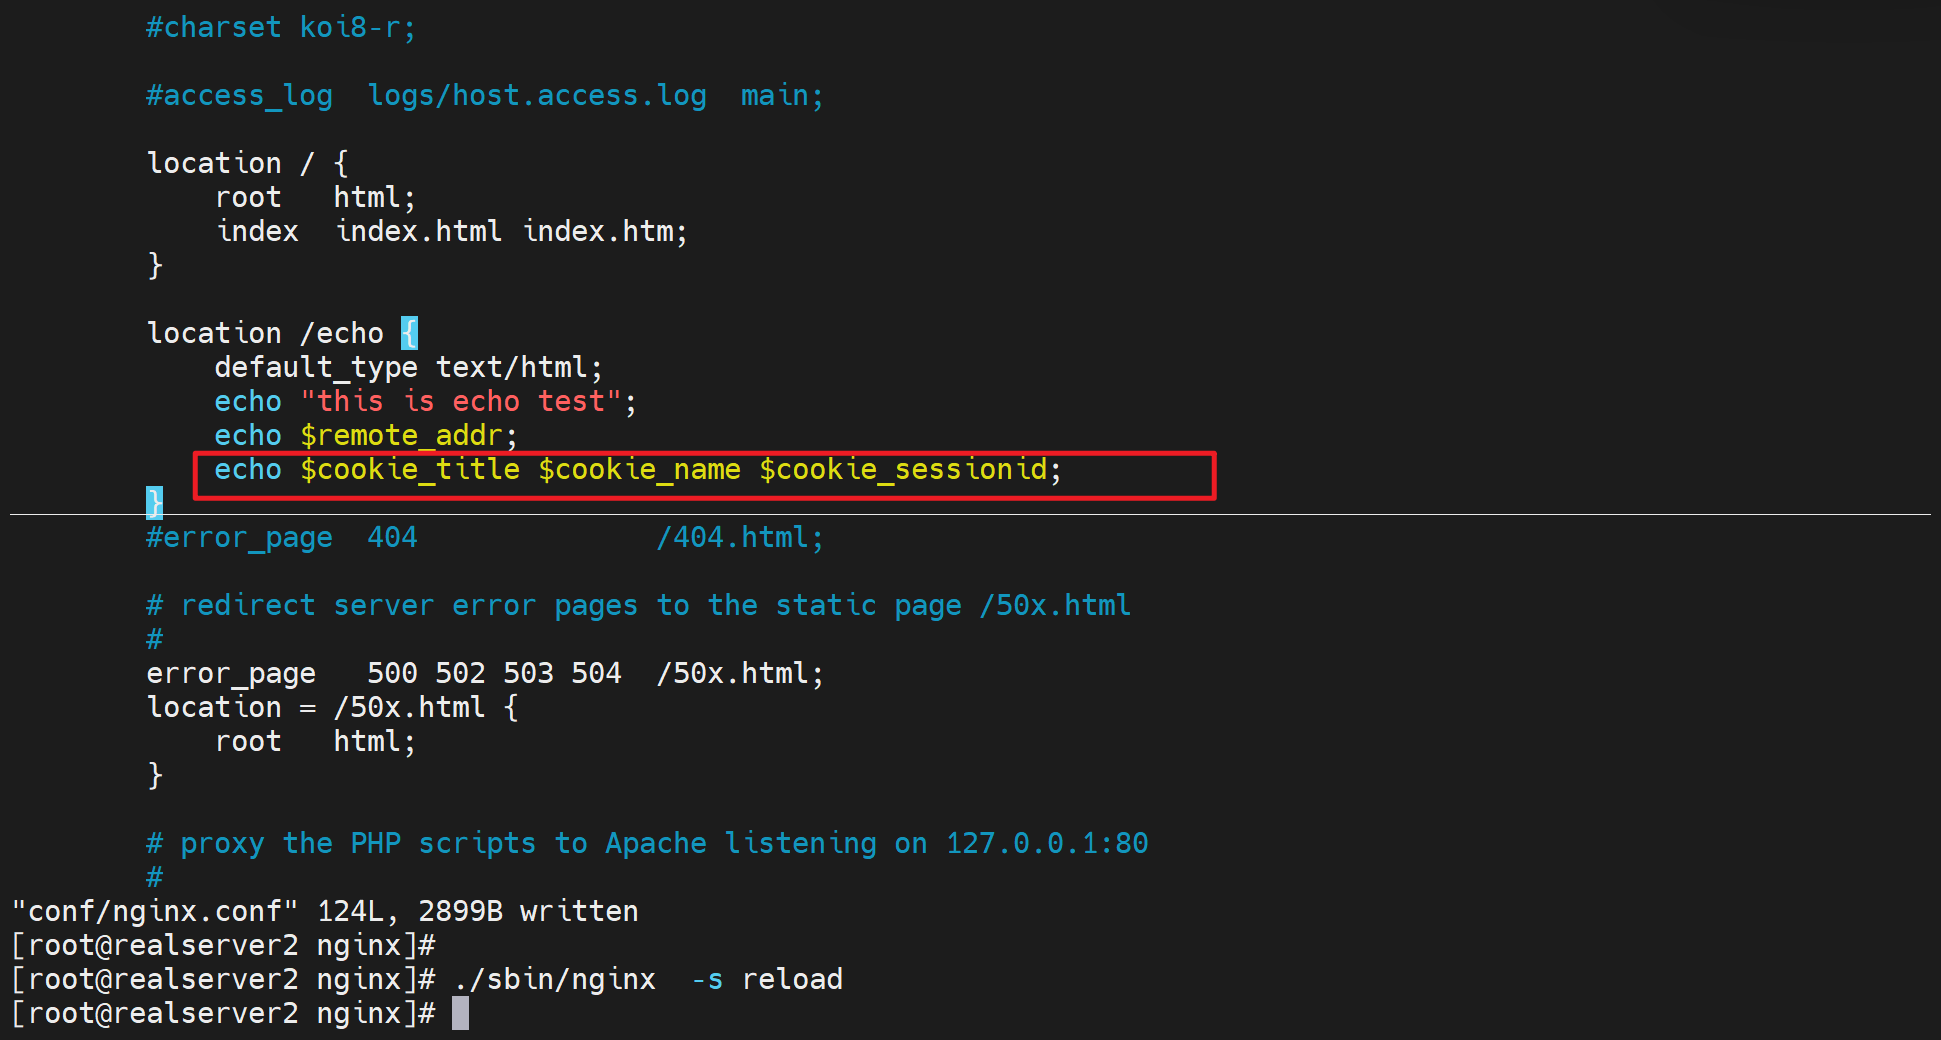 #charset koi8-r;
#access_log  logs/host.access.log  main;
location / {
root   html;
index  index.html index.htm;
}
location /echo {
default_type text/html;
echo "this is echo test";
echo $remote_addr;
echo $cookie_title $cookie_name $cookie_sessionid;
}
#error_page  404              /404.html;
# redirect server error pages to the static page /50x.html
#
error_page   500 502 503 504  /50x.html;
location = /50x.html {
root   html;
}
# proxy the PHP scripts to Apache listening on 127.0.0.1:80
#
"conf/nginx.conf" 124L, 2899B written
[root@realserver2 nginx]#
[root@realserver2 nginx]# ./sbin/nginx  -s reload
[root@realserver2 nginx]#